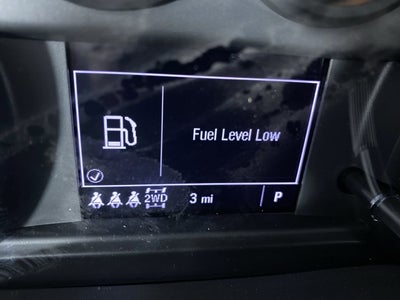 Fuel Level Low
2WD 3 mi P